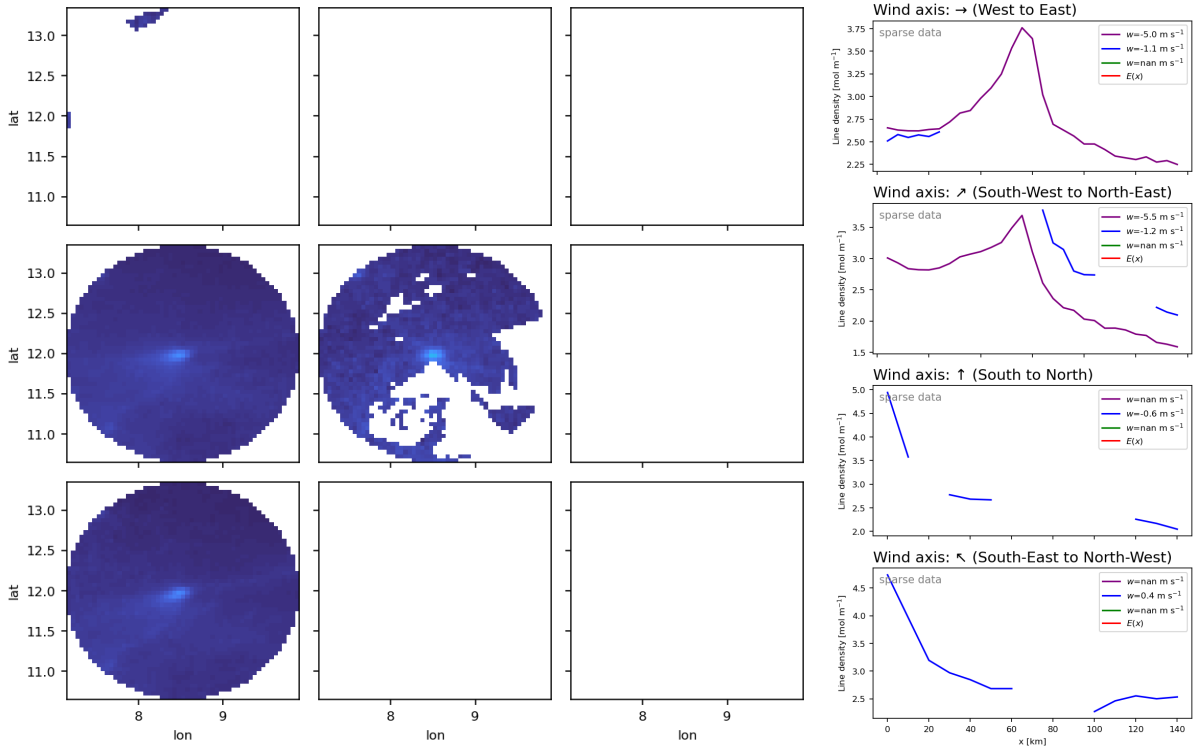 13.0
12.5
12.0
11.5
11.0
lat
13.0
12.5
12.0
11.5
11.0
lat
13.0
12.5
12.0
11.5
11.0
lat
8 9
lon
8 9
lon
8 9
lon
Wind axis: → (West to East)
sparse data
w=-5.0 m s⁻¹
w=-1.1 m s⁻¹
w=nan m s⁻¹
E(x)
3.75
3.50
3.25
3.00
2.75
2.50
2.25
Line density [mol m⁻¹]
Wind axis: ↗ (South-West to North-East)
sparse data
w=-5.5 m s⁻¹
w=-1.2 m s⁻¹
w=nan m s⁻¹
E(x)
3.5
3.0
2.5
2.0
1.5
Line density [mol m⁻¹]
Wind axis: ↑ (South to North)
sparse data
w=nan m s⁻¹
w=-0.6 m s⁻¹
w=nan m s⁻¹
E(x)
5.0
4.5
4.0
3.5
3.0
2.5
2.0
Line density [mol m⁻¹]
Wind axis: ↖ (South-East to North-West)
sparse data
w=nan m s⁻¹
w=0.4 m s⁻¹
w=nan m s⁻¹
E(x)
4.5
4.0
3.5
3.0
2.5
Line density [mol m⁻¹]
0 20 40 60 80 100 120 140
x [km]